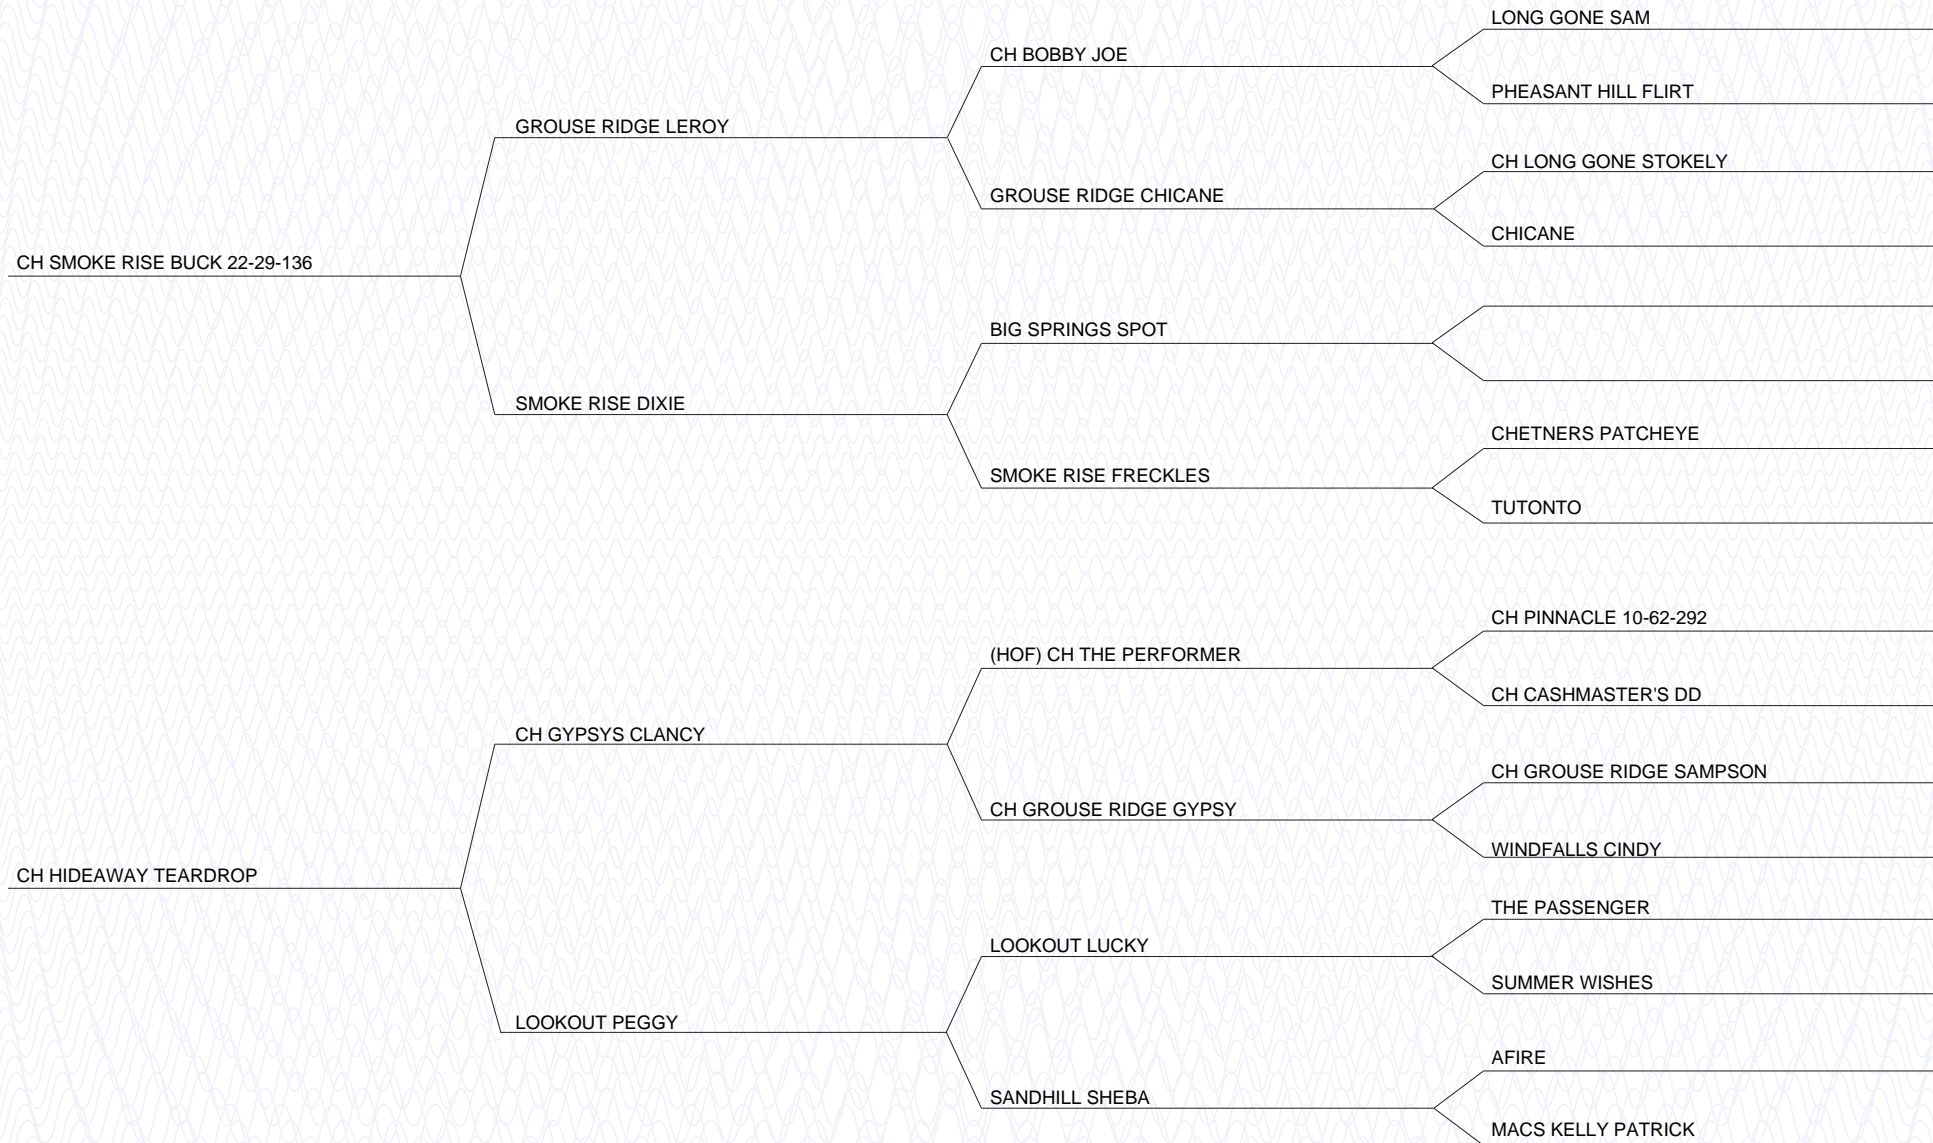 LONG GONE SAM
CH BOBBY JOE
PHEASANT HILL FLIRT
GROUSE RIDGE LEROY
CH LONG GONE STOKELY
GROUSE RIDGE CHICANE
CHICANE
CH SMOKE RISE BUCK 22-29-136
BIG SPRINGS SPOT
SMOKE RISE DIXIE
CHETNERS PATCHEYE
SMOKE RISE FRECKLES
TUTONTO
CH PINNACLE 10-62-292
(HOF) CH THE PERFORMER
CH CASHMASTER'S DD
CH GYPSYS CLANCY
CH GROUSE RIDGE SAMPSON
CH GROUSE RIDGE GYPSY
WINDFALLS CINDY
CH HIDEAWAY TEARDROP
THE PASSENGER
LOOKOUT LUCKY
SUMMER WISHES
LOOKOUT PEGGY
AFIRE
SANDHILL SHEBA
MACS KELLY PATRICK